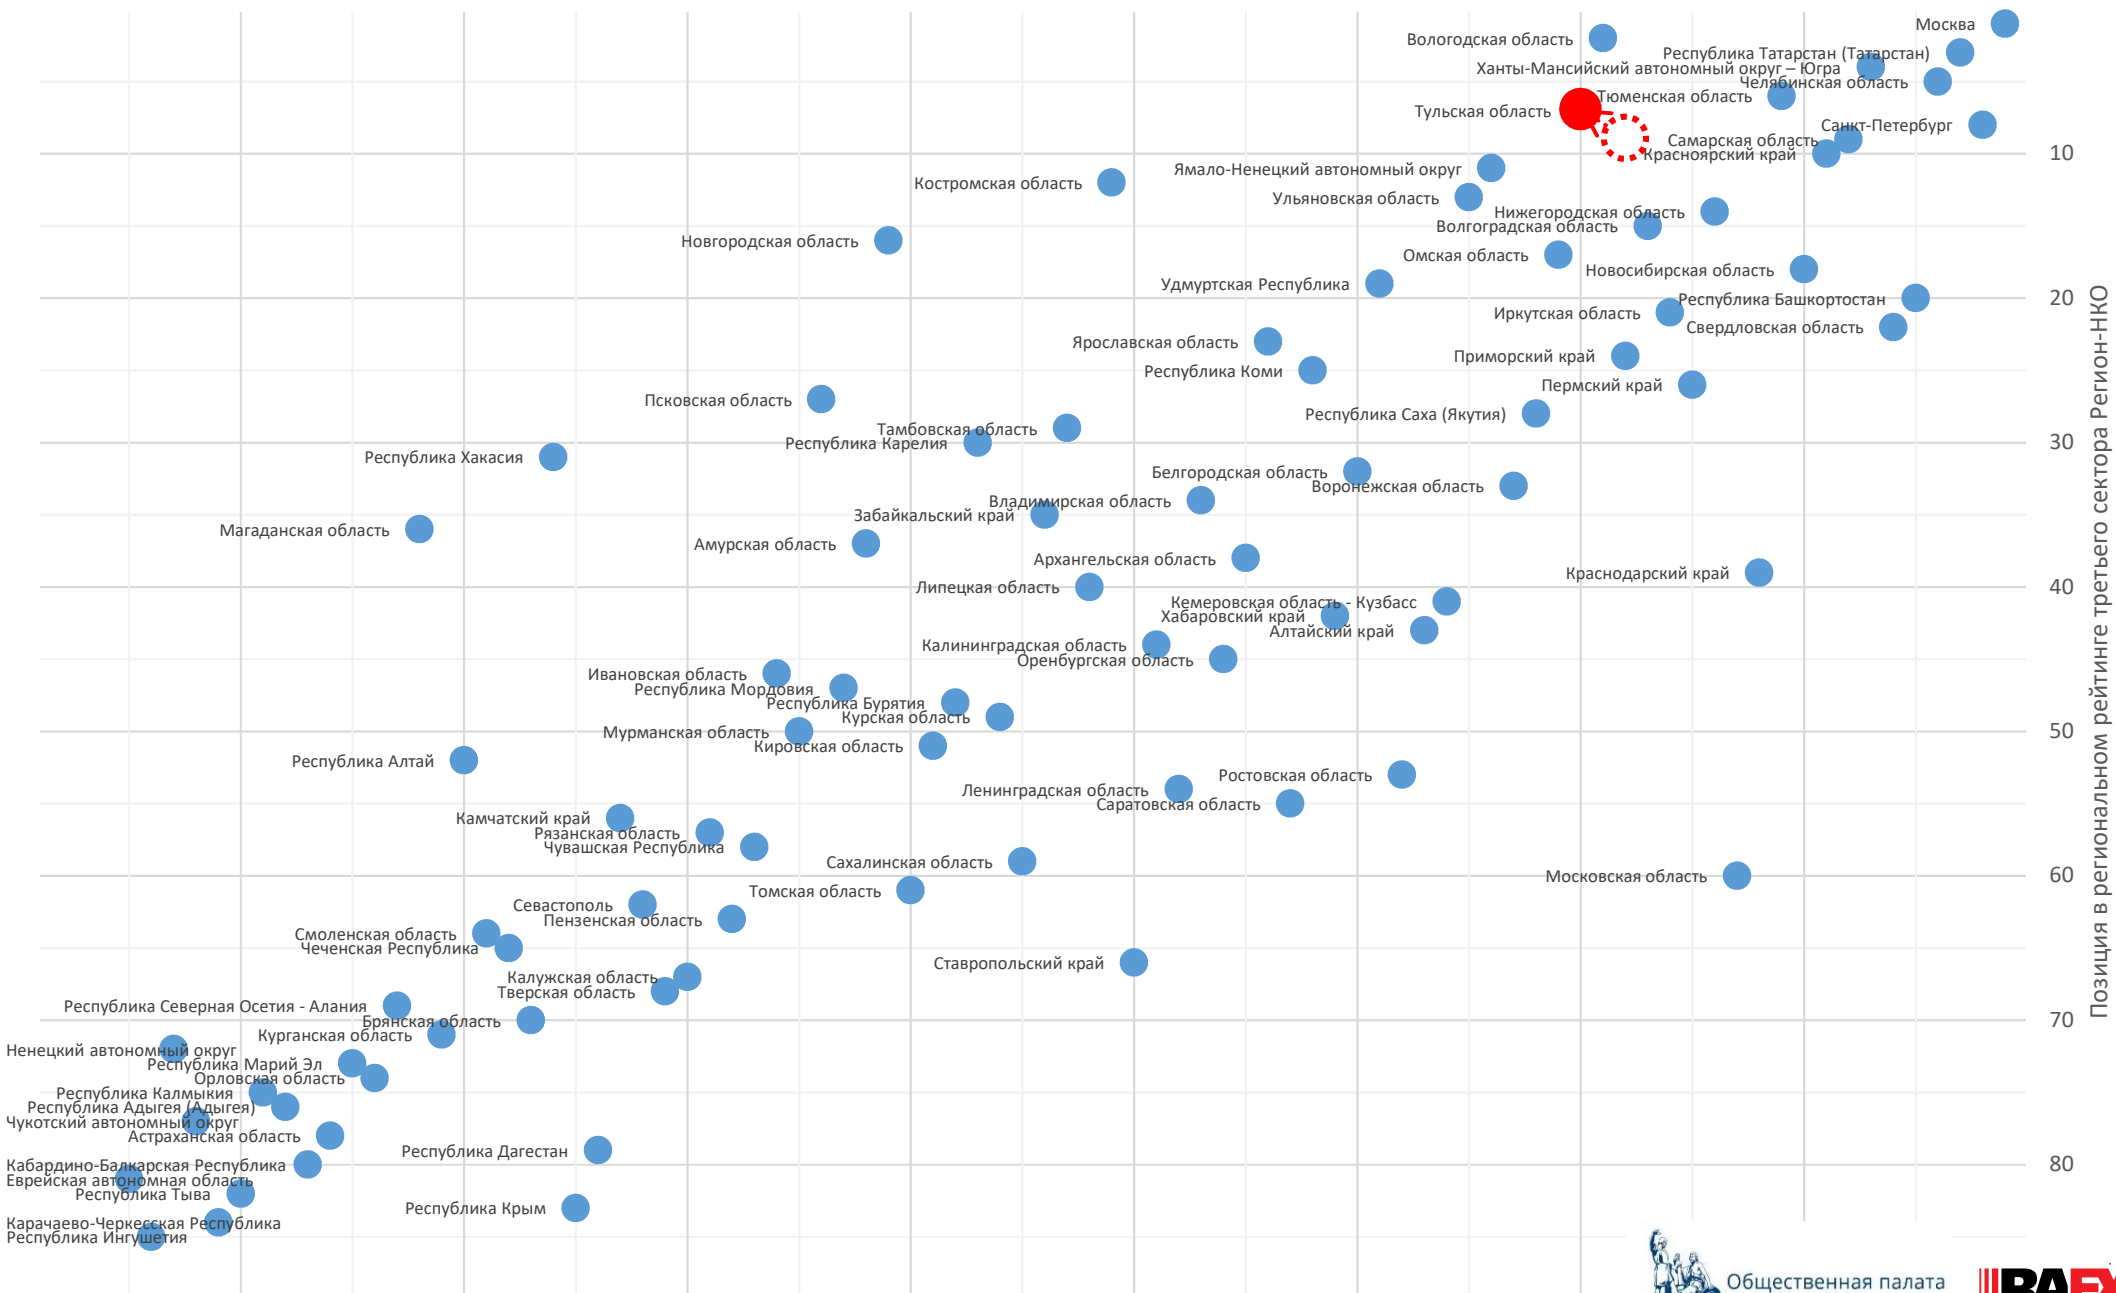 Москва
Вологодская область
Республика Татарстан (Татарстан)
Ханты-Мансийский автономный округ – Югра
Челябинская область
Тюменская область
Тульская область
Санкт-Петербург
Самарская область
Красноярский край
10
Ямало-Ненецкий автономный округ
Костромская область
Ульяновская область
Нижегородская область
Волгоградская область
Новгородская область
Омская область
Новосибирская область
Удмуртская Республика
Республика Башкортостан
20
Иркутская область
Свердловская область
Ярославская область
Приморский край
Республика Коми
Пермский край
Псковская область
Республика Саха (Якутия)
Тамбовская область
Республика Карелия
30
Республика Хакасия
Белгородская область
Воронежская область
Владимирская область
Забайкальский край
Магаданская область
Амурская область
Архангельская область
Краснодарский край
Липецкая область
40
Кемеровская область - Кузбасс
Хабаровский край
Алтайский край
Калининградская область
Оренбургская область
Ивановская область
Республика Мордовия
Республика Бурятия
Курская область
Мурманская область
50
Кировская область
Республика Алтай
Ростовская область
Ленинградская область
Саратовская область
Камчатский край
Рязанская область
Чувашская Республика
Сахалинская область
Московская область
60
Томская область
Севастополь
Пензенская область
Смоленская область
Чеченская Республика
Ставропольский край
Калужская область
Тверская область
Республика Северная Осетия - Алания
Брянская область
70
Курганская область
Ненецкий автономный округ
Республика Марий Эл
Орловская область
Республика Калмыкия
Республика Адыгея (Адыгея)
Чукотский автономный округ
Астраханская область
Республика Дагестан
Кабардино-Балкарская Республика
80
Еврейская автономная область
Республика Тыва
Республика Крым
Карачаево-Черкесская Республика
Республика Ингушетия
Позиция в региональном рейтинге третьего сектора Регион-НКО
Общественная палата
RAEX